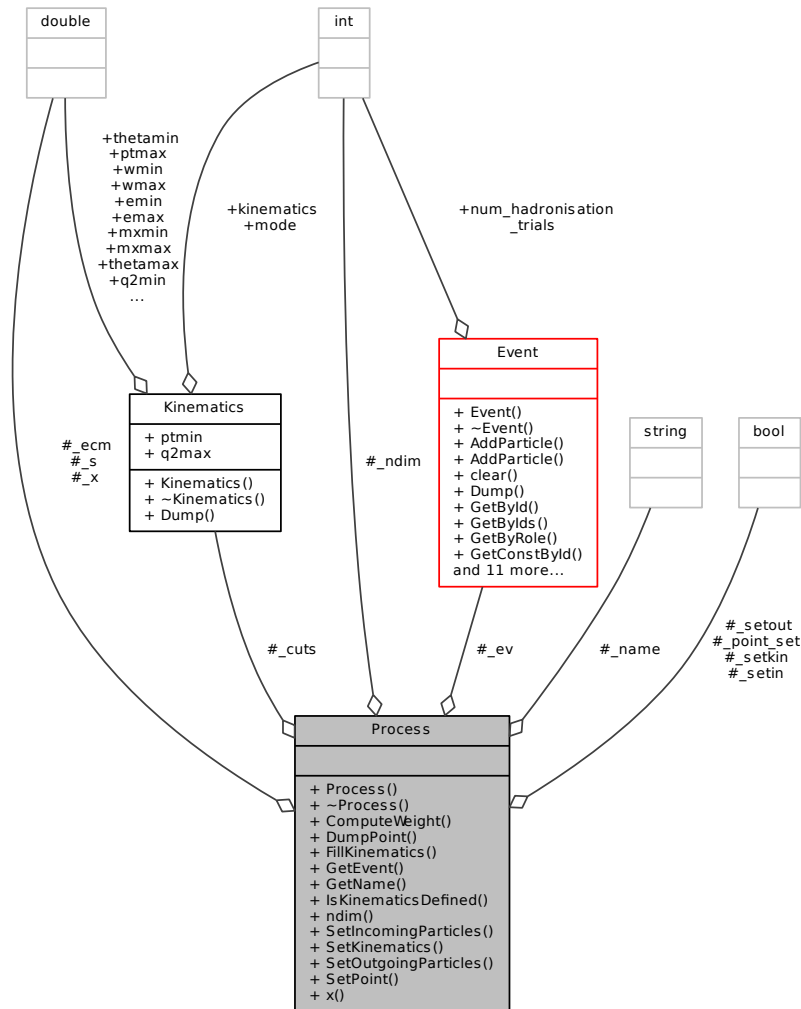 double
int
+thetamin
+ptmax
+wmin
+wmax
+emin
+emax
+mxmin
+mxmax
+thetamax
+q2min
...
+kinematics
+mode
+num_hadronisation
_trials
Event
+ Event()
+ ~Event()
+ AddParticle()
+ AddParticle()
+ clear()
+ Dump()
+ GetById()
+ GetByIds()
+ GetByRole()
+ GetConstById()
and 11 more...
Kinematics
+ ptmin
+ q2max
+ Kinematics()
+ ~Kinematics()
+ Dump()
string
bool
#_ecm
#_s
#_x
#_ndim
#_cuts
#_ev
#_name
#_setout
#_point_set
#_setkin
#_setin
Process
+ Process()
+ ~Process()
+ ComputeWeight()
+ DumpPoint()
+ FillKinematics()
+ GetEvent()
+ GetName()
+ IsKinematicsDefined()
+ ndim()
+ SetIncomingParticles()
+ SetKinematics()
+ SetOutgoingParticles()
+ SetPoint()
+ x()